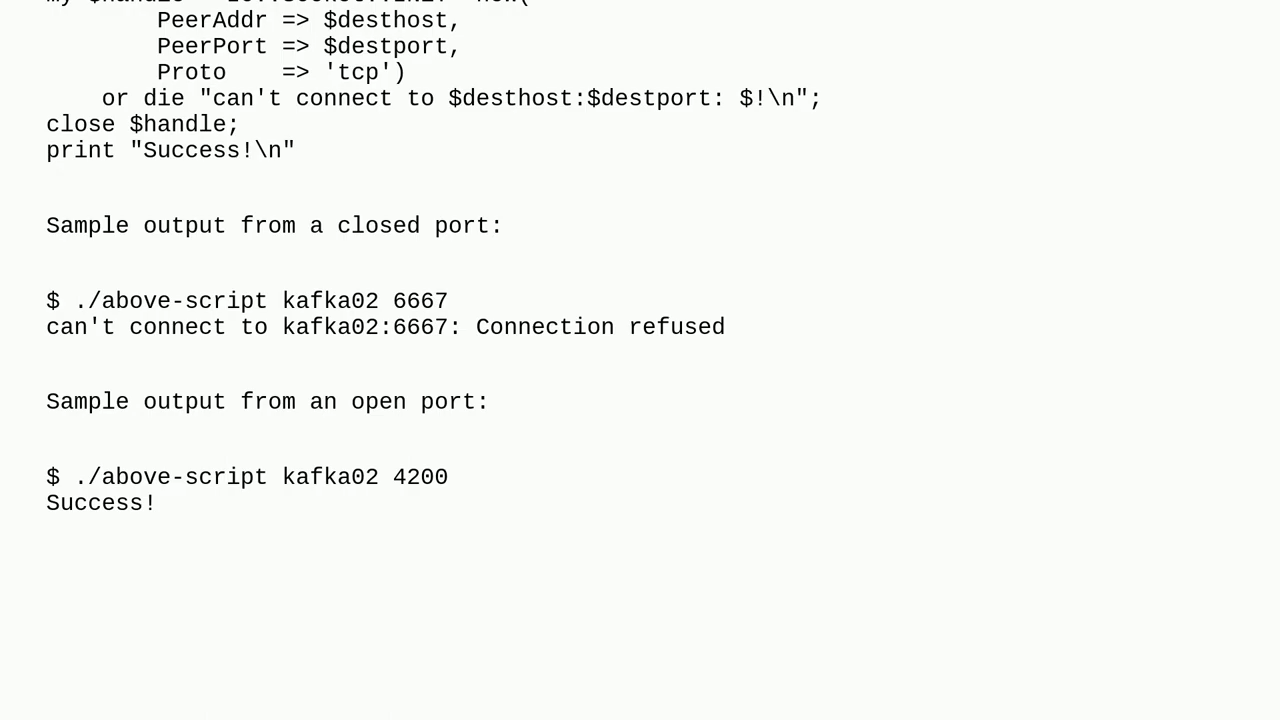 PeerAddr => $desthost,
PeerPort => $destport,
Proto    => 'tcp')
or die "can't connect to $desthost:$destport: $!\n";
close $handle;
print "Success!\n"
Sample output from a closed port:
$ ./above-script kafka02 6667
can't connect to kafka02:6667: Connection refused
Sample output from an open port:
$ ./above-script kafka02 4200
Success!